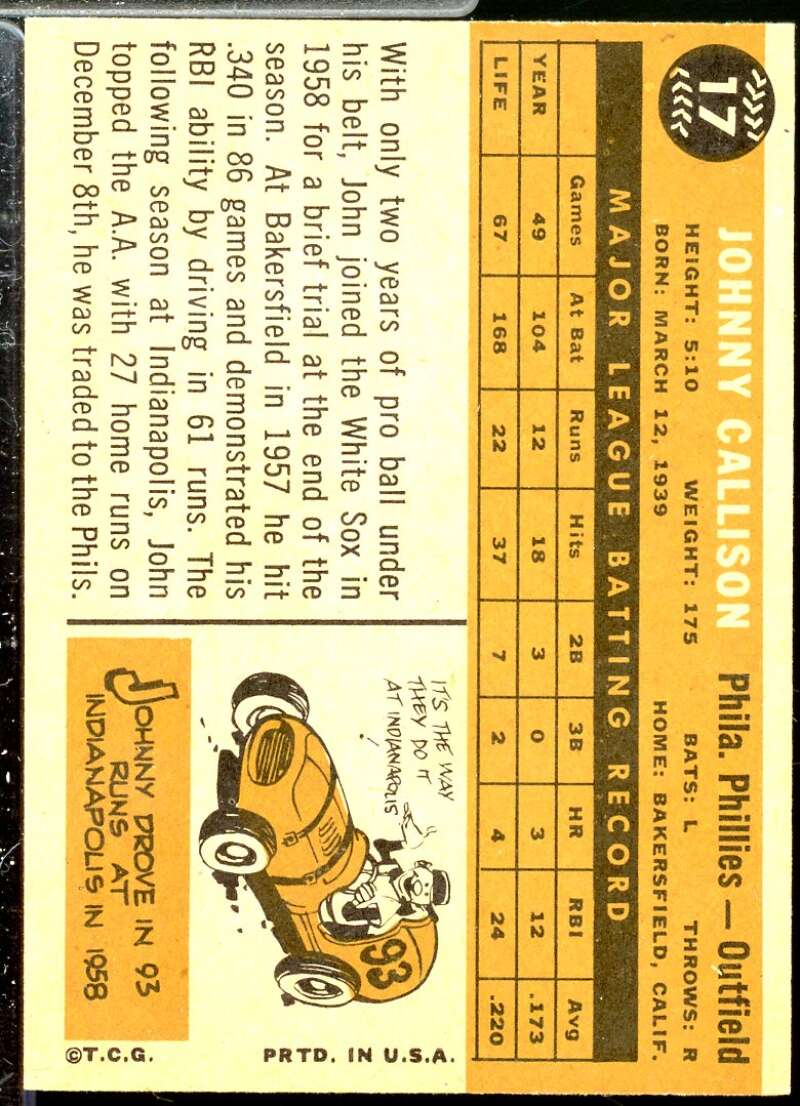 17
JOHNNY CALLISON Phila. Phillies — Outfield
HEIGHT: 5:10 WEIGHT: 175 BATS: L THROWS: R
BORN: MARCH 12, 1939 HOME: BAKERSFIELD, CALIF.
MAJOR LEAGUE BATTING RECORD
Games At Bat Runs Hits 2B 3B HR RBI Avg
YEAR 49 104 12 18 3 0 3 12 .173
LIFE 67 168 22 37 7 2 4 24 .220
With only two years of pro ball under
his belt, John joined the White Sox in
1958 for a brief trial at the end of the
season. At Bakersfield in 1957 he hit
.340 in 86 games and demonstrated his
RBI ability by driving in 61 runs. The
following season at Indianapolis, John
topped the A.A. with 27 home runs on
December 8th, he was traded to the Phils.
IT'S THE WAY
THEY DO IT
AT INDIANAPOLIS!
93
JOHNNY DROVE IN 93
RUNS AT
INDIANAPOLIS IN 1958
©T.C.G. PRTD. IN U.S.A.